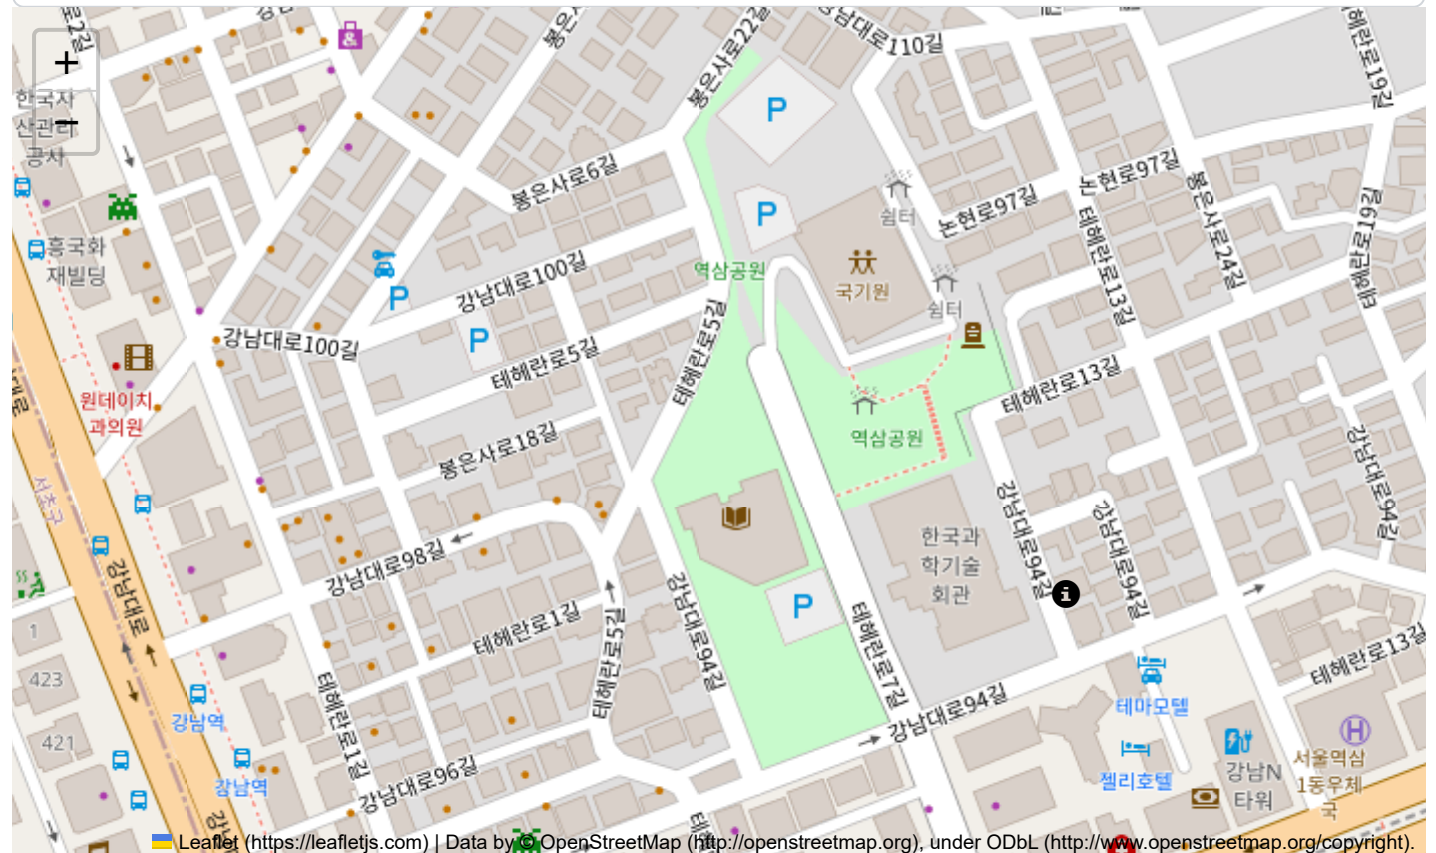 +
−
한국자
산관리
공사
강남대로110길
봉은사로22길
테헤란로19길
P
봉은사로6길
논현로97길
논현로97길
쉼터
P
흥국화
재빌딩
역삼공원
국기원
봉은사로24길
테헤란로13길
테헤란로19길
P
강남대로100길
쉼터
강남대로100길
P
테헤란로5길
테헤란로5길
테헤란로13길
원데이치
과의원
역삼공원
봉은사로18길
강남대로94길
서초구
강남대로98길
강남대로94길
강남대로94길
한국과
학기술
회관
강남대로
강남대로94길
P
테헤란로1길
테헤란로5길
테헤란로7길
1
423
421
테헤란로13길
테헤란로1길
강남역
강남대로94길
테마모텔
H
강남역
강남대로96길
젤리호텔
강남N
타워
서울역삼
1동우체
국
Leaflet (https://leafletjs.com) | Data by © OpenStreetMap (http://openstreetmap.org), under ODbL (http://www.openstreetmap.org/copyright).